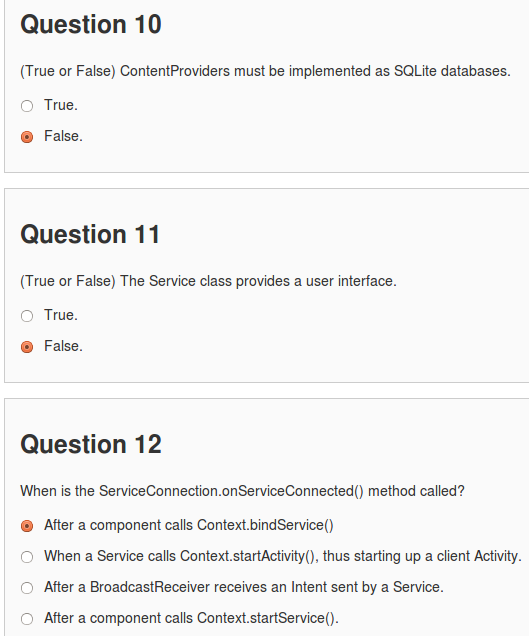 Question 10
(True or False) ContentProviders must be implemented as SQLite databases.
True.
False.
Question 11
(True or False) The Service class provides a user interface.
True.
False.
Question 12
When is the ServiceConnection.onServiceConnected() method called?
After a component calls Context.bindService()
When a Service calls Context.startActivity(), thus starting up a client Activity.
After a BroadcastReceiver receives an Intent sent by a Service.
After a component calls Context.startService().